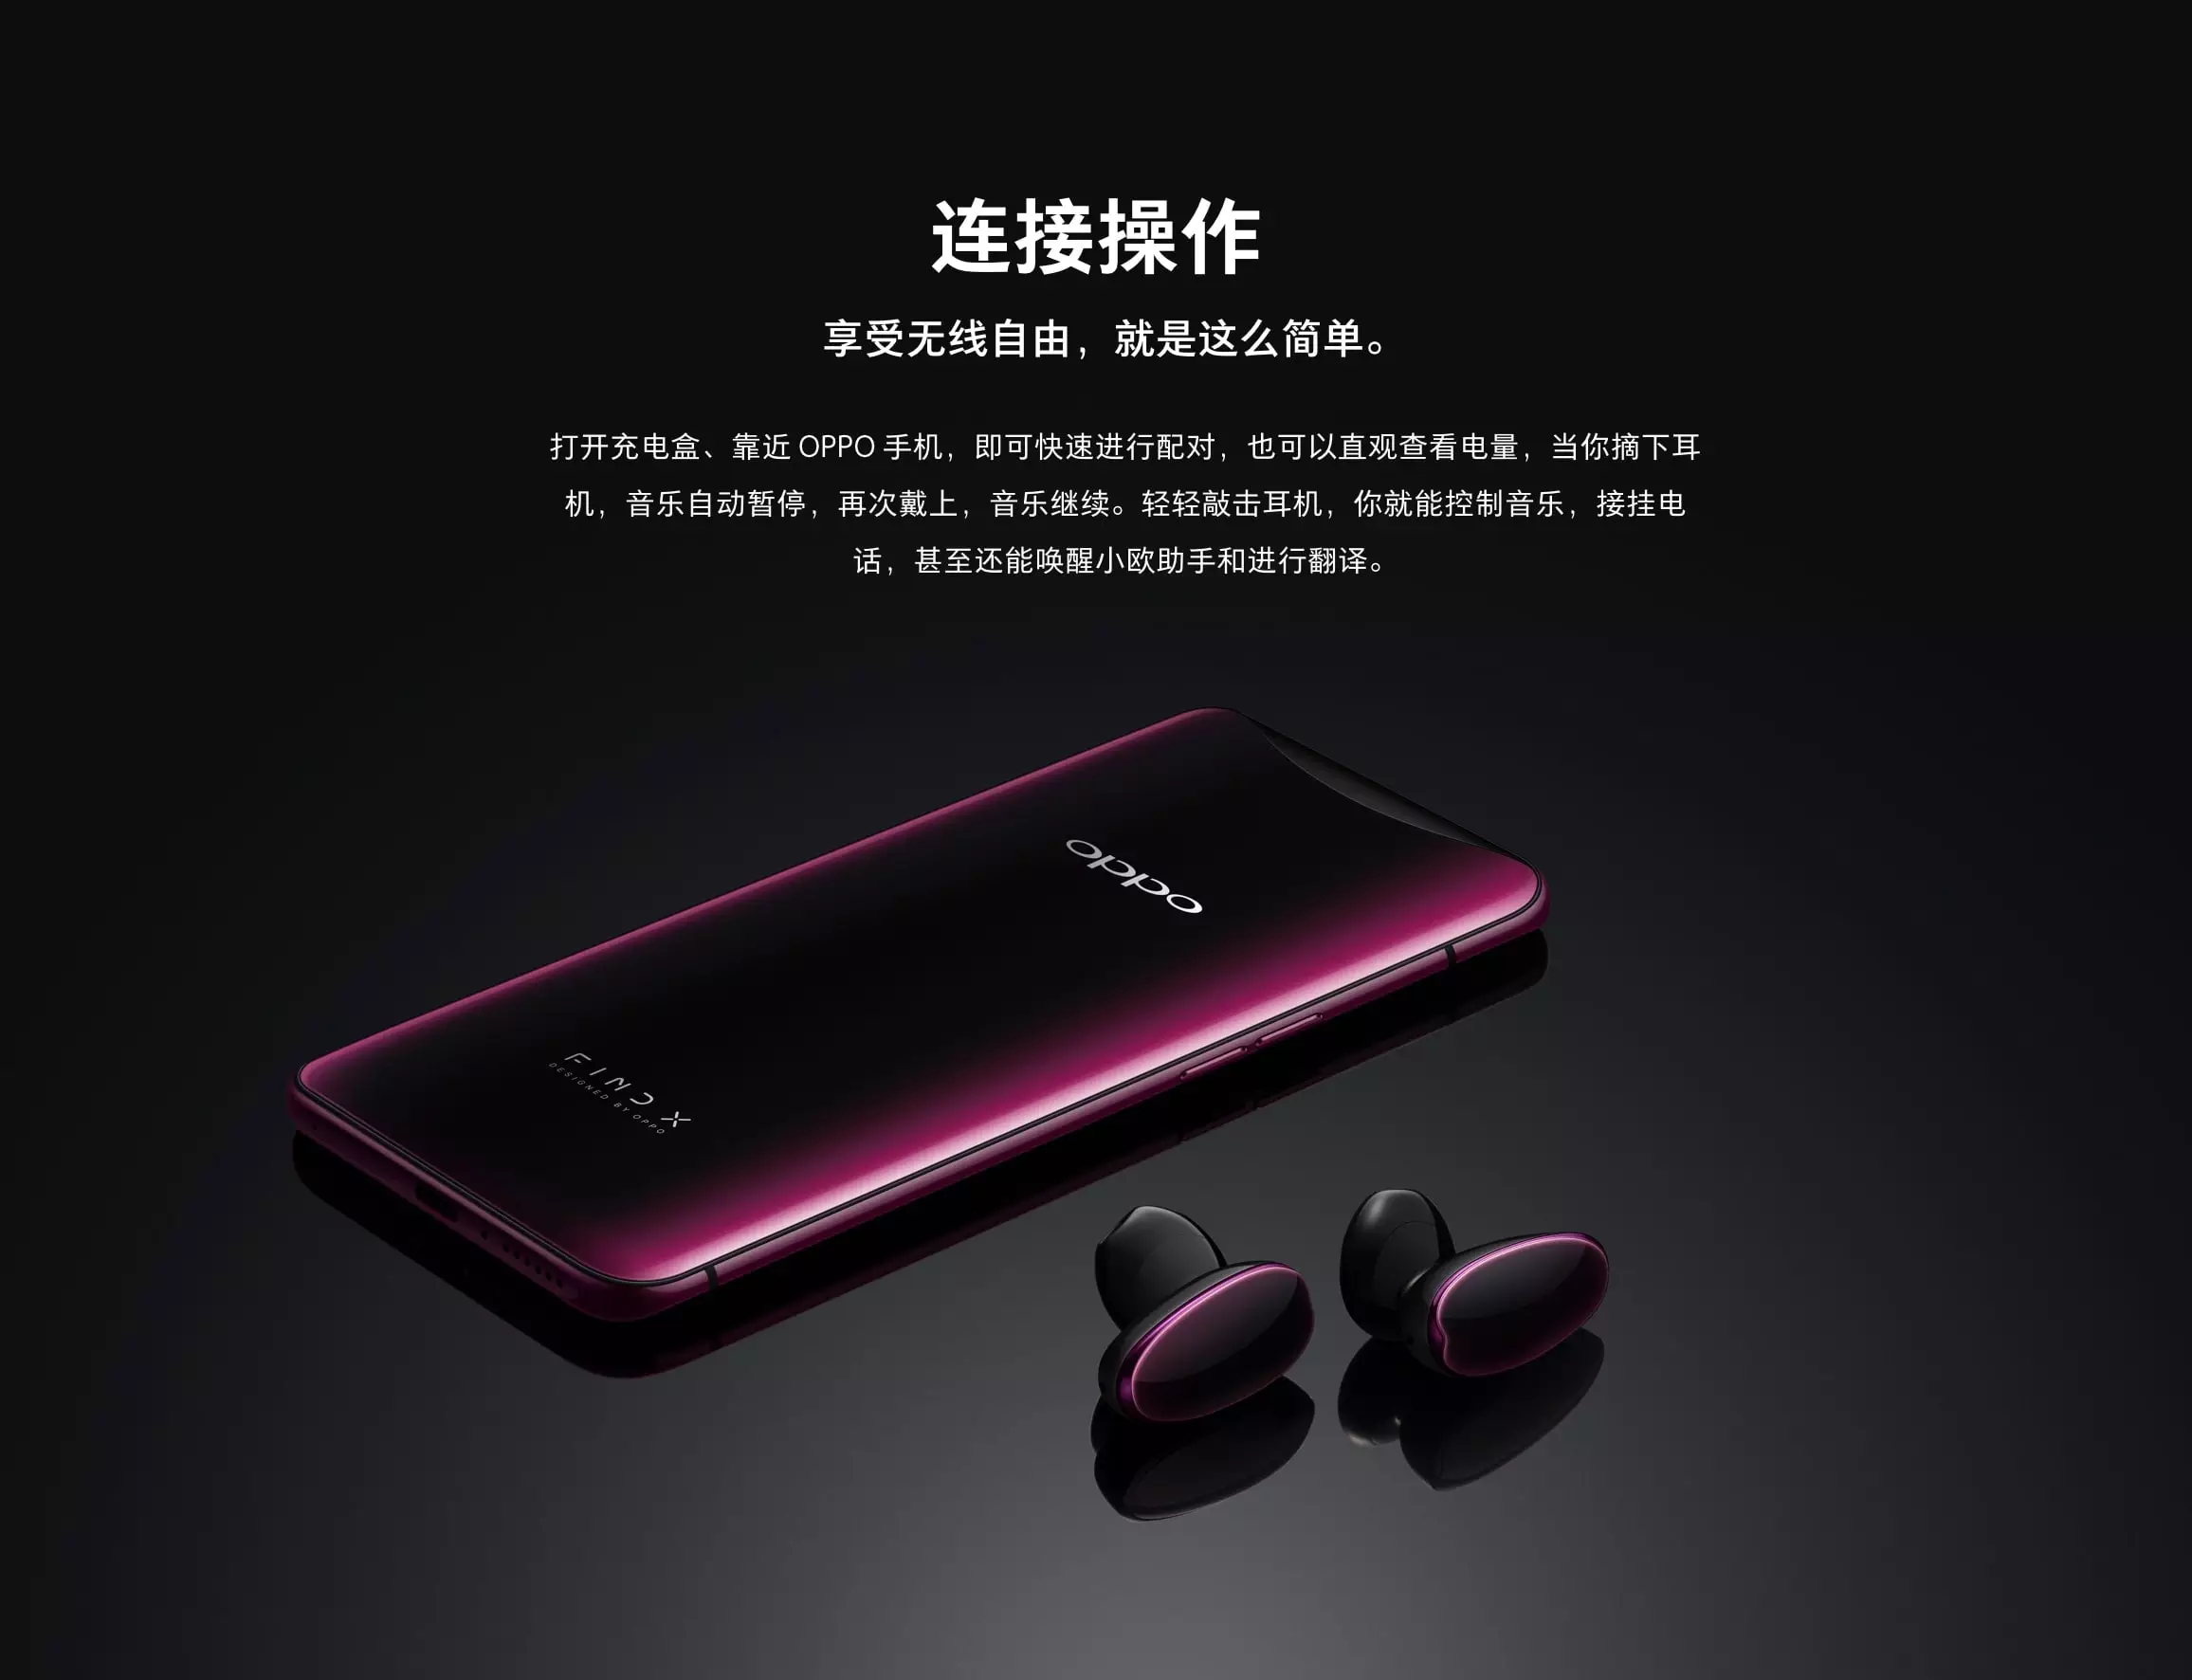 连接操作
享受无线自由，就是这么简单。
打开充电盒、靠近 OPPO 手机，即可快速进行配对，也可以直观查看电量，当你摘下耳
机，音乐自动暂停，再次戴上，音乐继续。轻轻敲击耳机，你就能控制音乐，接挂电
话，甚至还能唤醒小欧助手和进行翻译。
oppo
FIND X
DESIGNED BY OPPO